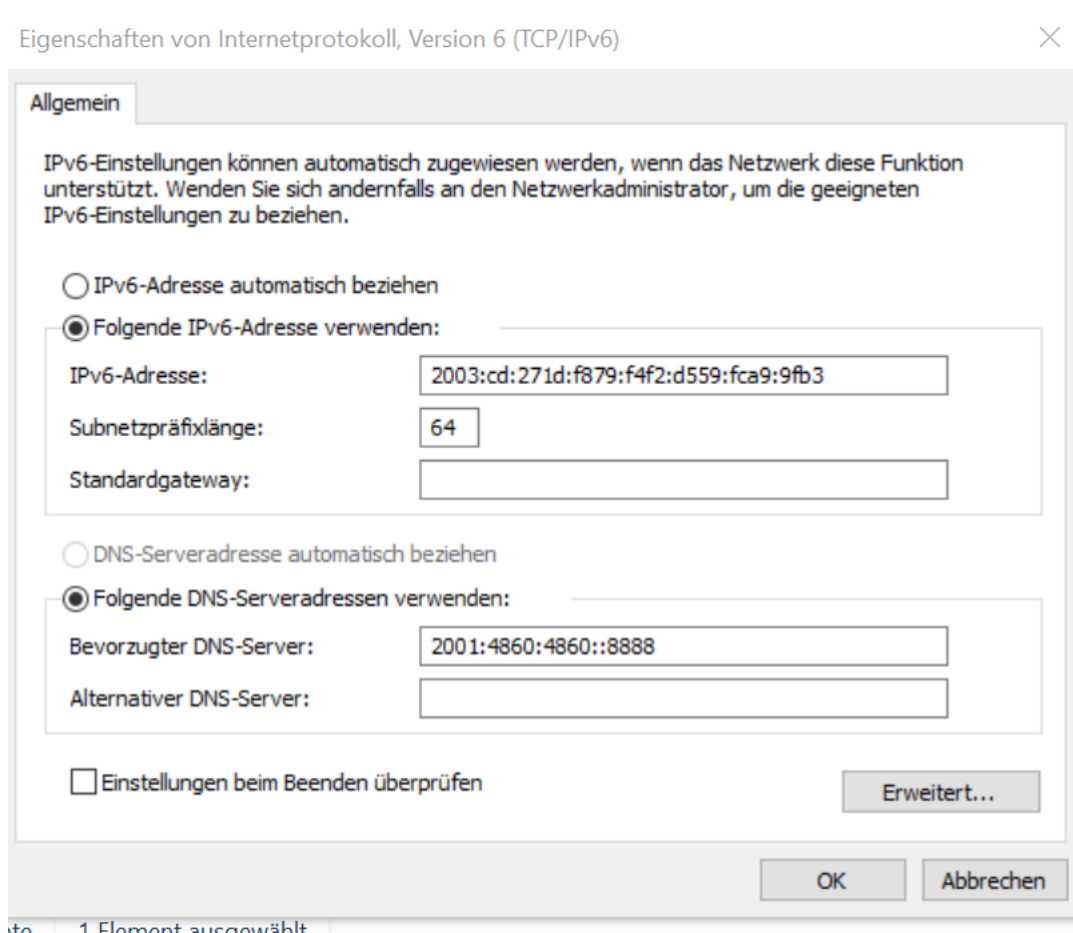 Eigenschaften von Internetprotokoll, Version 6 (TCP/IPv6)
Allgemein
IPv6-Einstellungen können automatisch zugewiesen werden, wenn das Netzwerk diese Funktion
unterstützt. Wenden Sie sich andernfalls an den Netzwerkadministrator, um die geeigneten
IPv6-Einstellungen zu beziehen.
IPv6-Adresse automatisch beziehen
Folgende IPv6-Adresse verwenden:
IPv6-Adresse: 2003:cd:271d:f879:f4f2:d559:fca9:9fb3
Subnetzpräfixlänge: 64
Standardgateway:
DNS-Serveradresse automatisch beziehen
Folgende DNS-Serveradressen verwenden:
Bevorzugter DNS-Server: 2001:4860:4860::8888
Alternativer DNS-Server:
Einstellungen beim Beenden überprüfen
Erweitert...
OK Abbrechen
1 Element ausgewählt